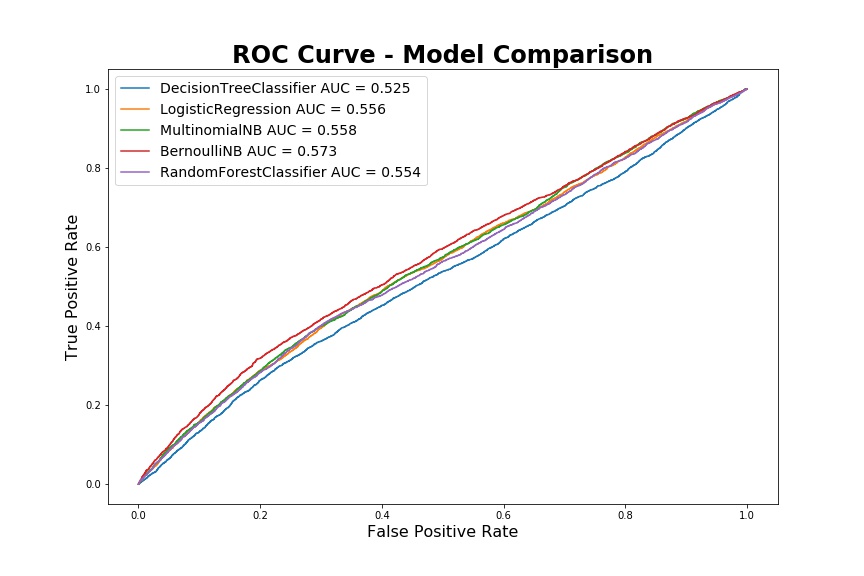 ROC Curve - Model Comparison
DecisionTreeClassifier AUC = 0.525
LogisticRegression AUC = 0.556
MultinomialNB AUC = 0.558
BernoulliNB AUC = 0.573
RandomForestClassifier AUC = 0.554
True Positive Rate
1.0
0.8
0.6
0.4
0.2
0.0
0.0 0.2 0.4 0.6 0.8 1.0
False Positive Rate